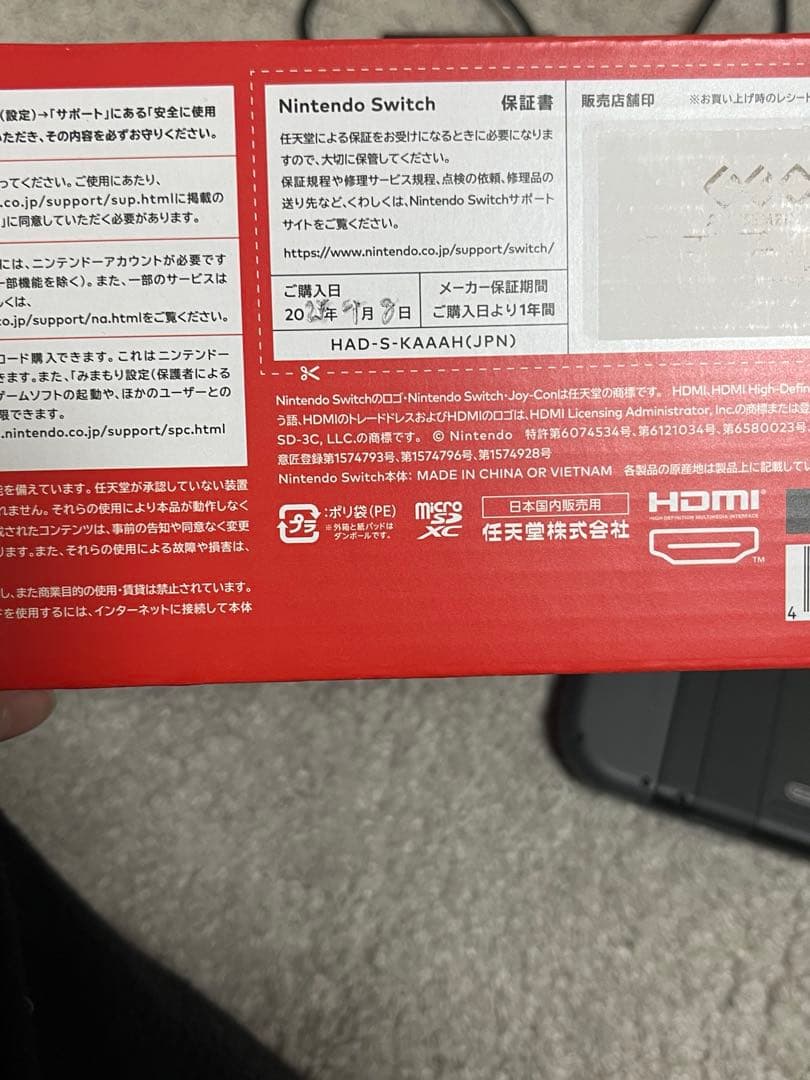 (設定)→「サポート」にある「安全に使用
ただき、その内容を必ずお守りください。
ってください。ご使用にあたり、
.co.jp/support/sup.htmlに掲載の
」に同意していただく必要があります。
には、ニンテンドーアカウントが必要です
一部機能を除く)。また、一部のサービスは
しくは、
co.jp/support/na.htmlをご覧ください。
コード購入できます。これはニンテンドー
きます。また、「みまもり設定(保護者による
ゲームソフトの起動や、ほかのユーザーとの
限できます。
.nintendo.co.jp/support/spc.html
能を備えています。任天堂が承認していない装置
れません。それらの使用により本品が動作しなく
成されたコンテンツは、事前の告知や同意なく変更
ります。また、それらの使用による故障や損害は、
し、また商業目的の使用・賃貸は禁止されています。
ドを使用するには、インターネットに接続して本体
Nintendo Switch 保証書
任天堂による保証をお受けになるときに必要になりま
すので、大切に保管してください。
保証規程や修理サービス規程、点検の依頼、修理品の
送り先など、くわしくは、Nintendo Switchサポート
サイトをご覧ください。
https://www.nintendo.co.jp/support/switch/
ご購入日
20 年 月 日
メーカー保証期間
ご購入日より1年間
HAD-S-KAAAH(JPN)
販売店舗印 ※お買い上げ時のレシート
Nintendo Switchのロゴ・Nintendo Switch・Joy-Conは任天堂の商標です。 HDMI、HDMI High-Defin
う語、HDMIのトレードドレスおよびHDMIのロゴは、HDMI Licensing Administrator, Inc.の商標または登
SD-3C, LLC.の商標です。 © Nintendo 特許第6074534号、第6121034号、第6580023号、
意匠登録第1574793号、第1574796号、第1574928号
Nintendo Switch本体: MADE IN CHINA OR VIETNAM 各製品の原産地は製品上に記載してい
プラ
:ポリ袋(PE)
※外箱と紙パッドは
ダンボールです。
micro
SD
XC
日本国内販売用
任天堂株式会社
HDMI
HIGH-DEFINITION MULTIMEDIA INTERFACE
TM
4